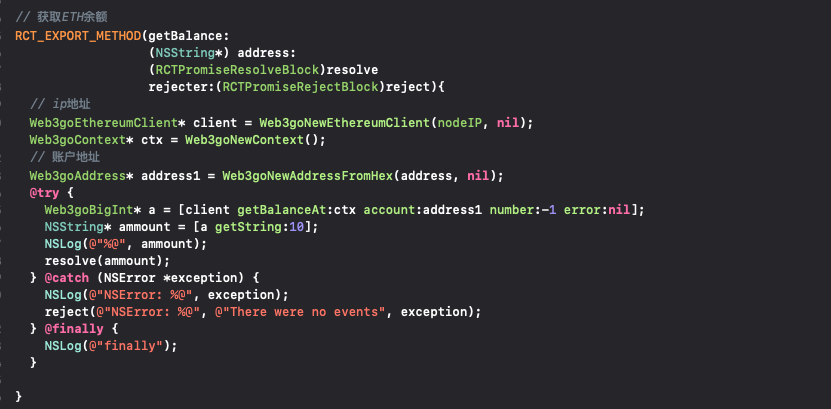 // 获取ETH余额
RCT_EXPORT_METHOD(getBalance:
(NSString*) address:
(RCTPromiseResolveBlock)resolve
rejecter:(RCTPromiseRejectBlock)reject){
// ip地址
Web3goEthereumClient* client = Web3goNewEthereumClient(nodeIP, nil);
Web3goContext* ctx = Web3goNewContext();
// 账户地址
Web3goAddress* address1 = Web3goNewAddressFromHex(address, nil);
@try {
Web3goBigInt* a = [client getBalanceAt:ctx account:address1 number:-1 error:nil];
NSString* ammount = [a getString:10];
NSLog(@"%@", ammount);
resolve(ammount);
} @catch (NSError *exception) {
NSLog(@"NSError: %@", exception);
reject(@"NSError: %@", @"There were no events", exception);
} @finally {
NSLog(@"finally");
}
}